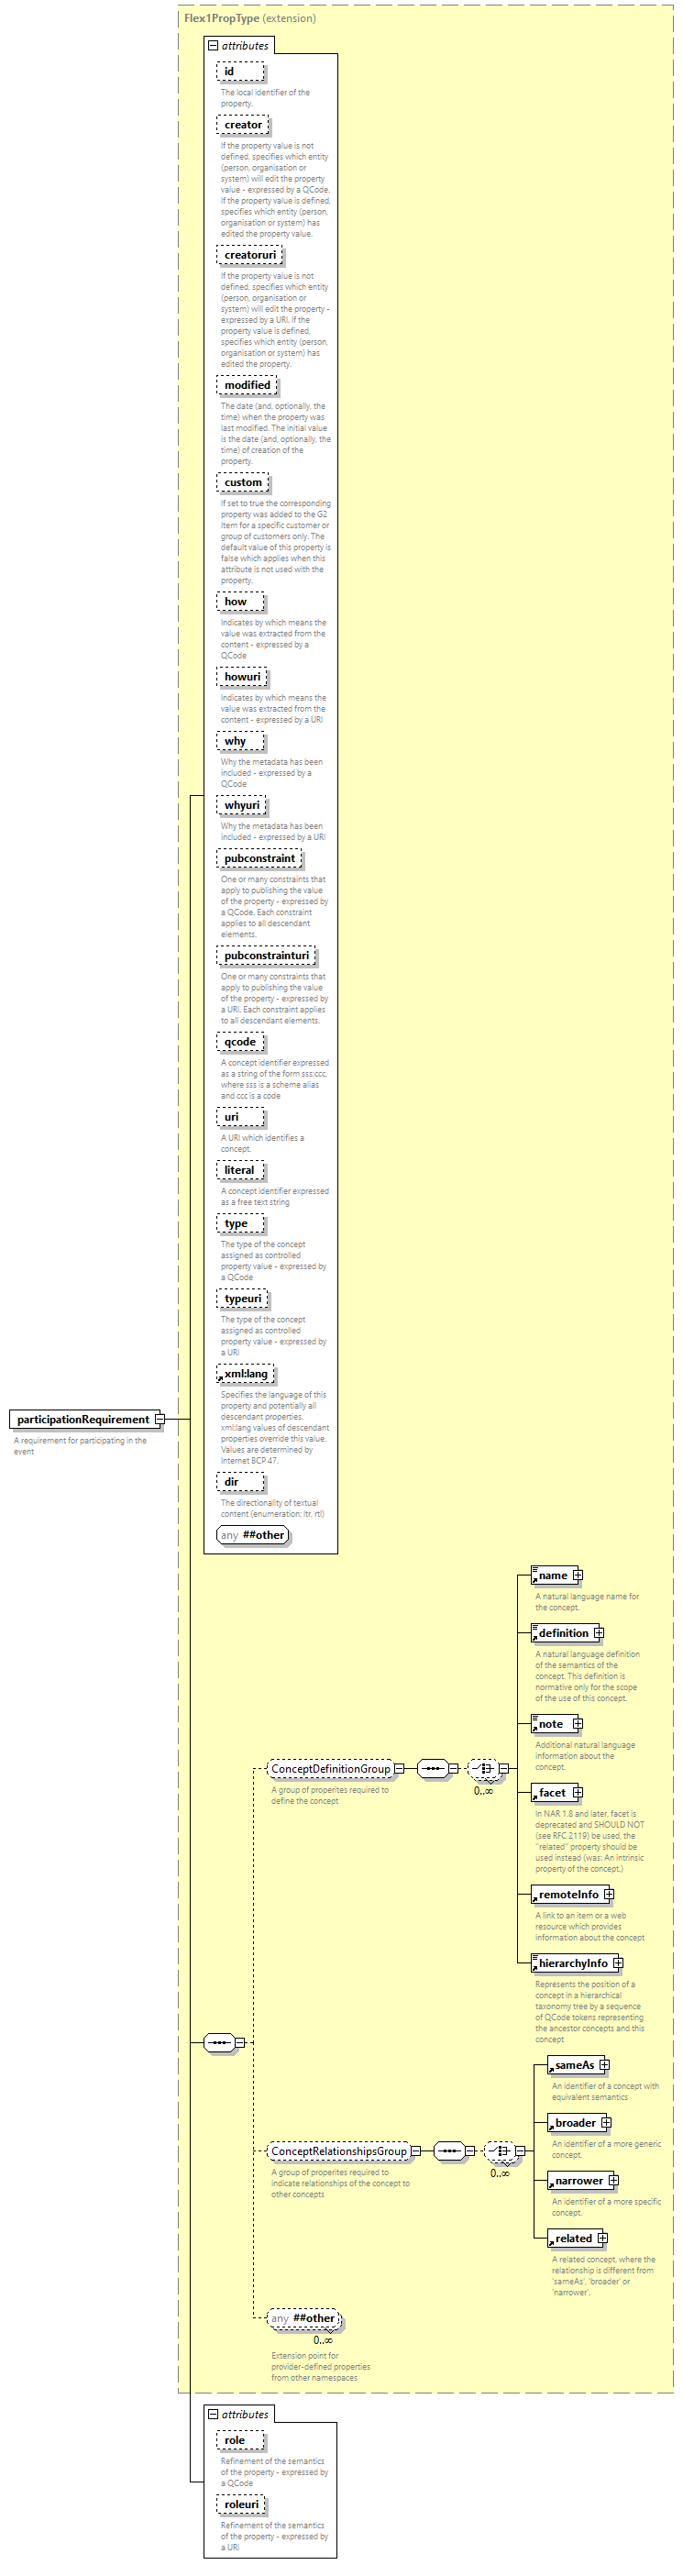 Flex1PropType (extension)
attributes
id
The local identifier of the
property.
creator
If the property value is not
defined, specifies which entity
(person, organisation or
system) will edit the property
value - expressed by a QCode.
If the property value is defined,
specifies which entity (person,
organisation or system) has
edited the property value.
creatoruri
If the property value is not
defined, specifies which entity
(person, organisation or
system) will edit the property -
expressed by a URI. If the
property value is defined,
specifies which entity (person,
organisation or system) has
edited the property.
modified
The date (and, optionally, the
time) when the property was
last modified. The initial value
is the date (and, optionally, the
time) of creation of the
property.
custom
If set to true the corresponding
property was added to the G2
Item for a specific customer or
group of customers only. The
default value of this property is
false which applies when this
attribute is not used with the
property.
how
Indicates by which means the
value was extracted from the
content - expressed by a
QCode
howuri
Indicates by which means the
value was extracted from the
content - expressed by a URI
why
Why the metadata has been
included - expressed by a
QCode
whyuri
Why the metadata has been
included - expressed by a URI
pubconstraint
One or many constraints that
apply to publishing the value
of the property - expressed by
a QCode. Each constraint
applies to all descendant
elements.
pubconstrainturi
One or many constraints that
apply to publishing the value
of the property - expressed by
a URI. Each constraint applies
to all descendant elements.
qcode
A concept identifier expressed
as a string of the form sss:ccc,
where sss is a scheme alias
and ccc is a code
uri
A URI which identifies a
concept.
literal
A concept identifier expressed
as a free text string
type
The type of the concept
assigned as controlled
property value - expressed by
a QCode
typeuri
The type of the concept
assigned as controlled
property value - expressed by
a URI
xml:lang
Specifies the language of this
property and potentially all
descendant properties.
xml:lang values of descendant
properties override this value.
Values are determined by
Internet BCP 47.
dir
The directionality of textual
content (enumeration: ltr, rtl)
any ##other
participationRequirement
A requirement for participating in the
event
name
A natural language name for
the concept.
definition
A natural language definition
of the semantics of the
concept. This definition is
normative only for the scope
of the use of this concept.
note
Additional natural language
information about the
concept.
ConceptDefinitionGroup
A group of properites required to
define the concept
0..∞
facet
In NAR 1.8 and later, facet is
deprecated and SHOULD NOT
(see RFC 2119) be used, the
"related" property should be
used instead (was: An intrinsic
property of the concept.)
remoteInfo
A link to an item or a web
resource which provides
information about the concept
hierarchyInfo
Represents the position of a
concept in a hierarchical
taxonomy tree by a sequence
of QCode tokens representing
the ancestor concepts and this
concept
sameAs
An identifier of a concept with
equivalent semantics
broader
An identifier of a more generic
concept.
ConceptRelationshipsGroup
A group of properites required to
indicate relationships of the concept to
other concepts
0..∞
narrower
An identifier of a more specific
concept.
related
A related concept, where the
relationship is different from
'sameAs', 'broader' or
'narrower'.
any ##other
0..∞
Extension point for
provider-defined properties
from other namespaces
attributes
role
Refinement of the semantics
of the property - expressed by
a QCode
roleuri
Refinement of the semantics
of the property - expressed by
a URI